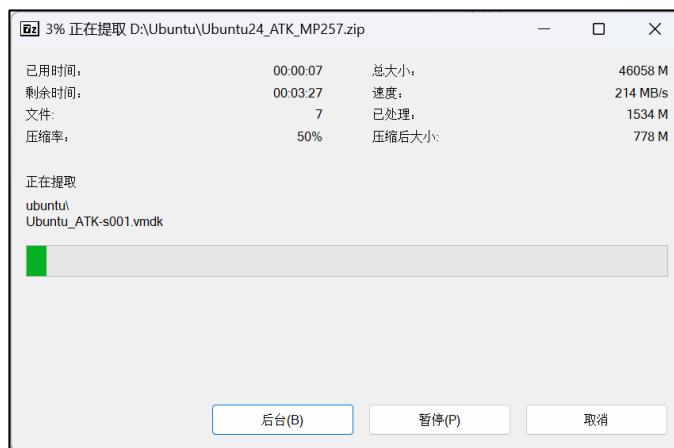 7z 3% 正在提取 D:\Ubuntu\Ubuntu24_ATK_MP257.zip
已用时间: 00:00:07 总大小: 46058 M
剩余时间: 00:03:27 速度: 214 MB/s
文件: 7 已处理: 1534 M
压缩率: 50% 压缩后大小: 778 M
正在提取
ubuntu\
Ubuntu_ATK-s001.vmdk
后台(B) 暂停(P) 取消